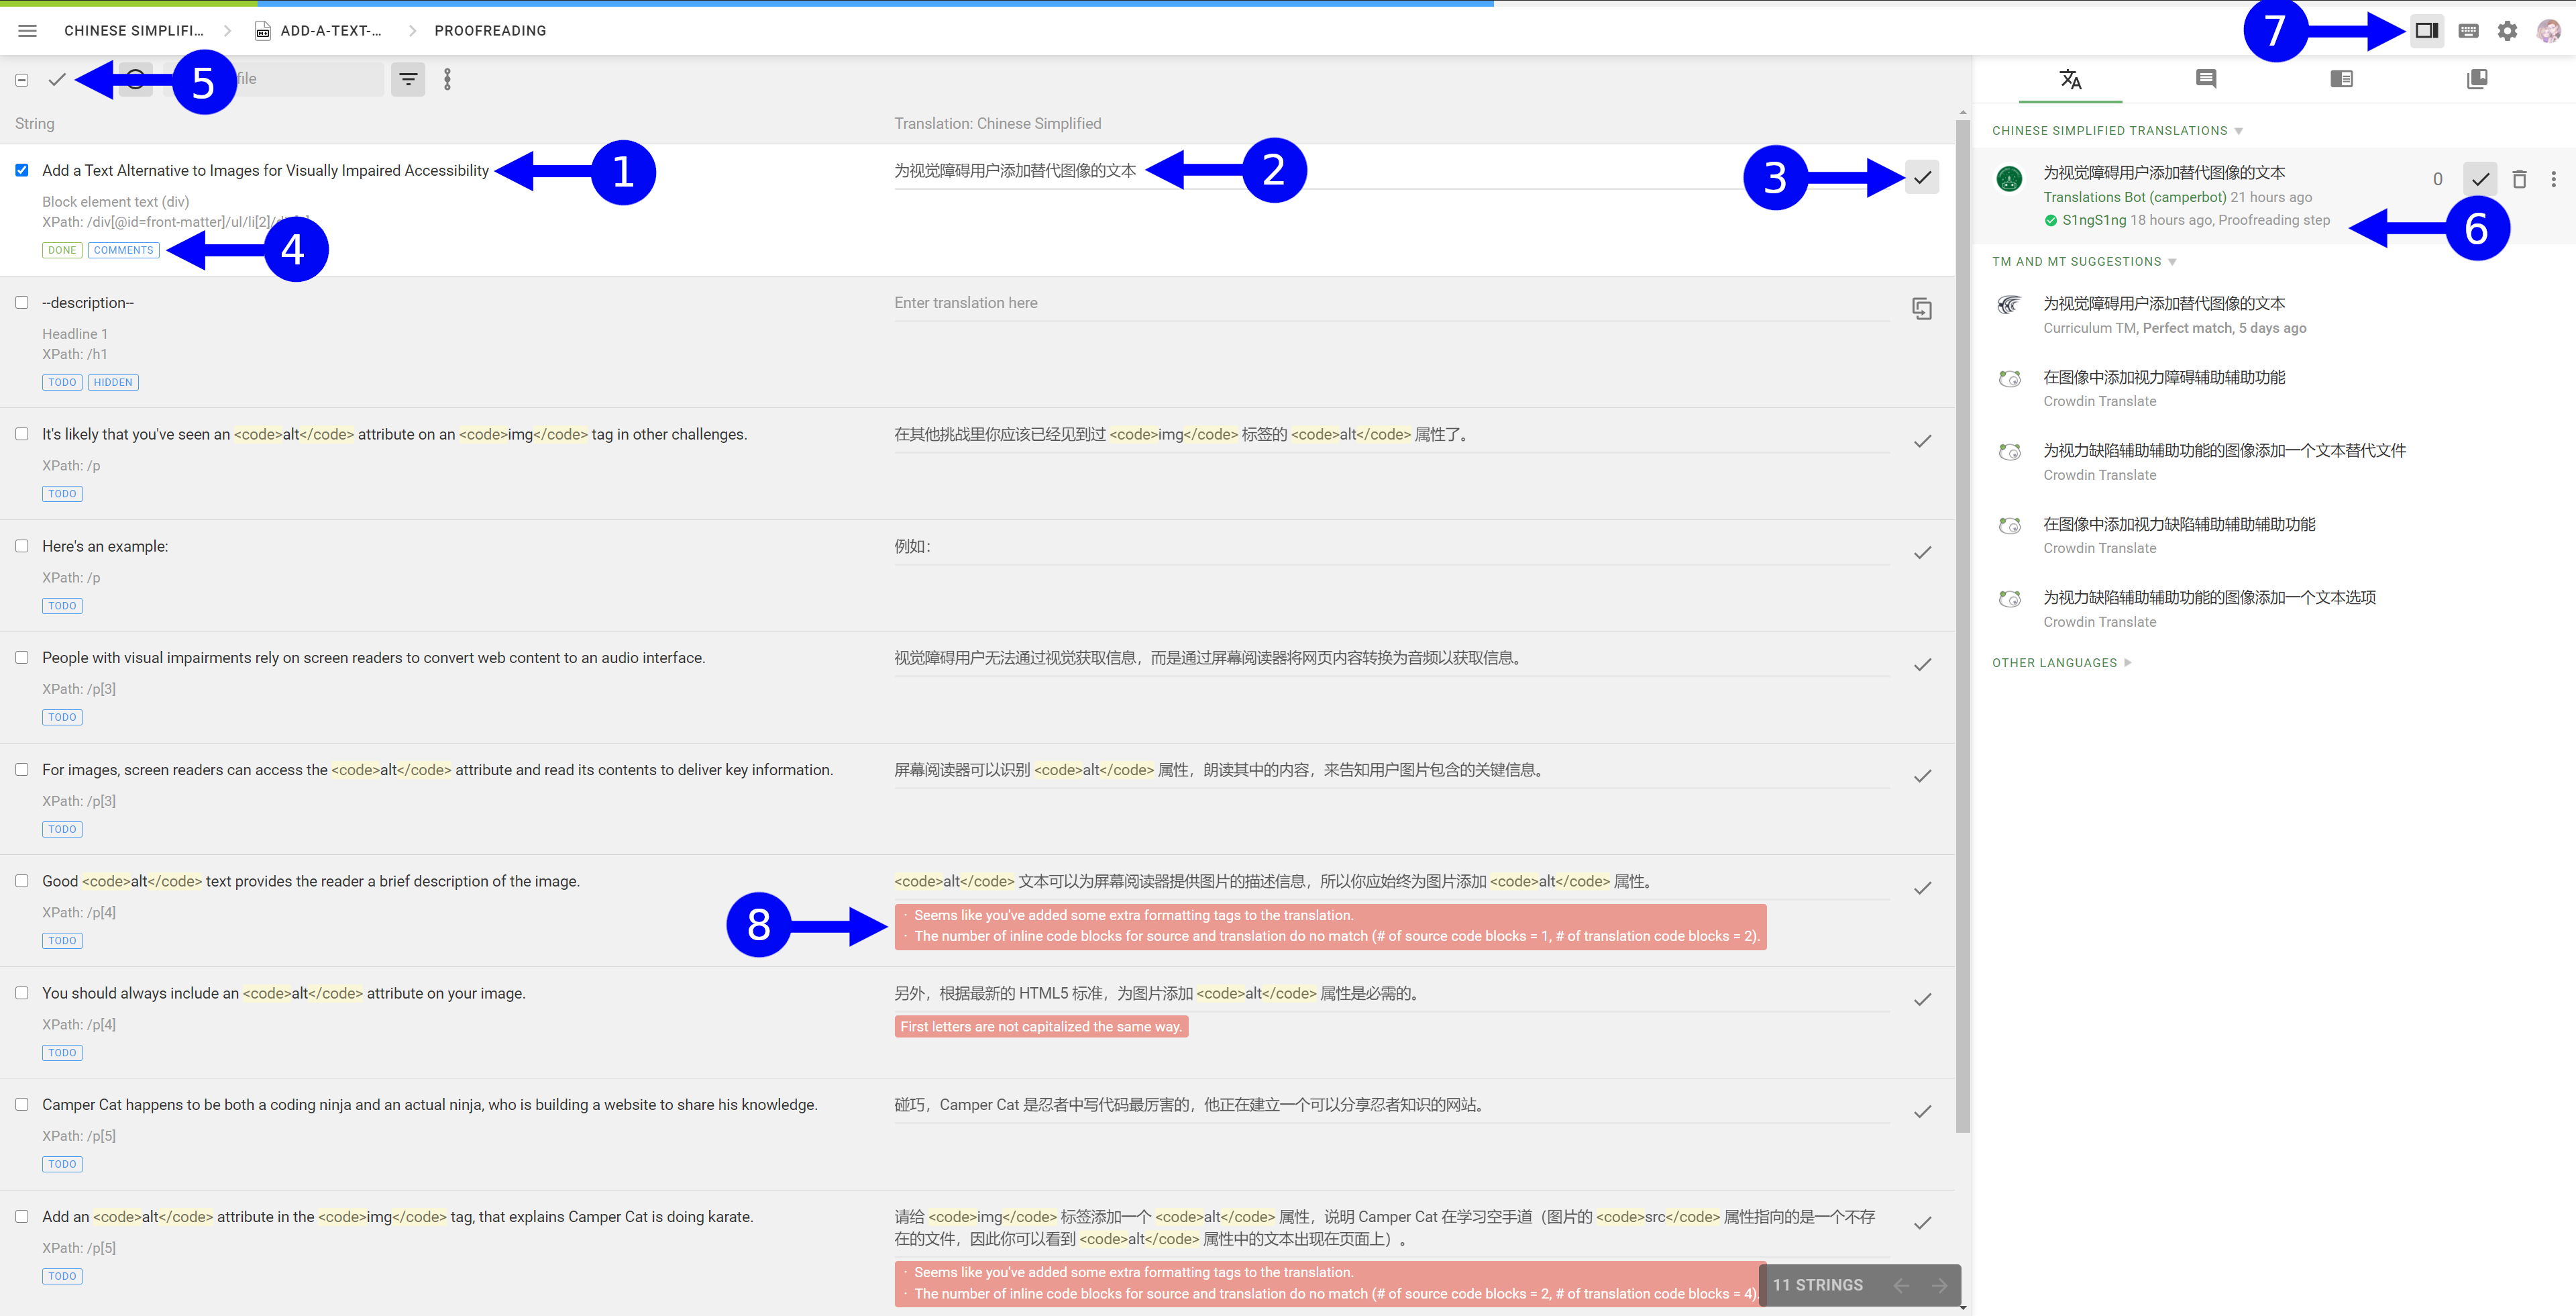 CHINESE SIMPLIFI...
ADD-A-TEXT-...
PROOFREADING
7
5
file
String
Translation: Chinese Simplified
Add a Text Alternative to Images for Visually Impaired Accessibility
1
为视觉障碍用户添加替代图像的文本
2
3
Block element text (div)
XPath: /div[@id=front-matter]/ul/li[2]/
DONE
COMMENTS
4
--description--
Enter translation here
Headline 1
XPath: /h1
TODO
HIDDEN
It's likely that you've seen an <code>alt</code> attribute on an <code>img</code> tag in other challenges.
在其他挑战里你应该已经见到过 <code>img</code> 标签的 <code>alt</code> 属性了。
XPath: /p
TODO
Here's an example:
例如：
XPath: /p
TODO
People with visual impairments rely on screen readers to convert web content to an audio interface.
视觉障碍用户无法通过视觉获取信息，而是通过屏幕阅读器将网页内容转换为音频以获取信息。
XPath: /p[3]
TODO
For images, screen readers can access the <code>alt</code> attribute and read its contents to deliver key information.
屏幕阅读器可以识别 <code>alt</code> 属性，朗读其中的内容，来告知用户图片包含的关键信息。
XPath: /p[3]
TODO
Good <code>alt</code> text provides the reader a brief description of the image.
<code>alt</code> 文本可以为屏幕阅读器提供图片的描述信息，所以你应始终为图片添加 <code>alt</code> 属性。
XPath: /p[4]
TODO
8
· Seems like you've added some extra formatting tags to the translation.
· The number of inline code blocks for source and translation do no match (# of source code blocks = 1, # of translation code blocks = 2).
You should always include an <code>alt</code> attribute on your image.
另外，根据最新的 HTML5 标准，为图片添加 <code>alt</code> 属性是必需的。
XPath: /p[4]
First letters are not capitalized the same way.
TODO
Camper Cat happens to be both a coding ninja and an actual ninja, who is building a website to share his knowledge.
碰巧，Camper Cat 是忍者中写代码最厉害的，他正在建立一个可以分享忍者知识的网站。
XPath: /p[5]
TODO
Add an <code>alt</code> attribute in the <code>img</code> tag, that explains Camper Cat is doing karate.
请给 <code>img</code> 标签添加一个 <code>alt</code> 属性，说明 Camper Cat 在学习空手道（图片的 <code>src</code> 属性指向的是一个不存
在的文件，因此你可以看到 <code>alt</code> 属性中的文本出现在页面上）。
XPath: /p[5]
TODO
· Seems like you've added some extra formatting tags to the translation.
· The number of inline code blocks for source and translation do no match (# of source code blocks = 2, # of translation code blocks = 4)
11 STRINGS
CHINESE SIMPLIFIED TRANSLATIONS
为视觉障碍用户添加替代图像的文本
0
Translations Bot (camperbot) 21 hours ago
S1ngS1ng 18 hours ago, Proofreading step
6
TM AND MT SUGGESTIONS
为视觉障碍用户添加替代图像的文本
Curriculum TM, Perfect match, 5 days ago
在图像中添加视力障碍辅助辅助功能
Crowdin Translate
为视力缺陷辅助辅助功能的图像添加一个文本替代文件
Crowdin Translate
在图像中添加视力缺陷辅助辅助辅助功能
Crowdin Translate
为视力缺陷辅助辅助功能的图像添加一个文本选项
Crowdin Translate
OTHER LANGUAGES